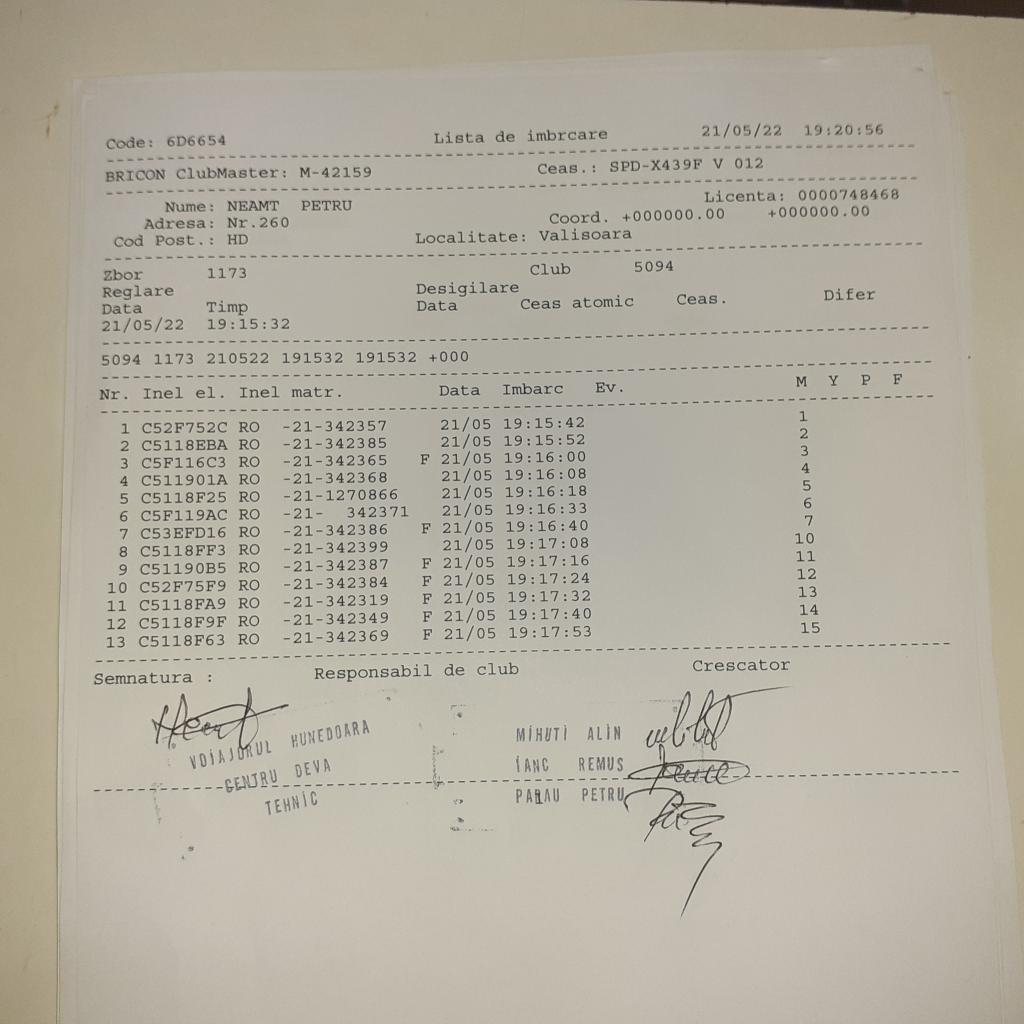 Code: 6D6654 Lista de imbrcare 21/05/22 19:20:56
BRICON ClubMaster: M-42159 Ceas.: SPD-X439F V 012
Licenta: 0000748468
Nume: NEAMT PETRU
Adresa: Nr.260 Coord. +000000.00 +000000.00
Cod Post.: HD Localitate: Valisoara
Zbor 1173 Club 5094
Reglare Desigilare
Data Timp Data Ceas atomic Ceas. Difer
21/05/22 19:15:32
5094 1173 210522 191532 191532 +000
Nr. Inel el. Inel matr. Data Imbarc Ev. M Y P F
1 C52F752C RO -21-342357 21/05 19:15:42 1
2 C5118EBA RO -21-342385 21/05 19:15:52 2
3 C5F116C3 RO -21-342365 F 21/05 19:16:00 3
4 C511901A RO -21-342368 21/05 19:16:08 4
5 C5118F25 RO -21-1270866 21/05 19:16:18 5
6 C5F119AC RO -21- 342371 21/05 19:16:33 6
7 C53EFD16 RO -21-342386 F 21/05 19:16:40 7
8 C5118FF3 RO -21-342399 21/05 19:17:08 10
9 C51190B5 RO -21-342387 F 21/05 19:17:16 11
10 C52F75F9 RO -21-342384 F 21/05 19:17:24 12
11 C5118FA9 RO -21-342319 F 21/05 19:17:32 13
12 C5118F9F RO -21-342349 F 21/05 19:17:40 14
13 C5118F63 RO -21-342369 F 21/05 19:17:53 15
Semnatura : Responsabil de club Crescator
VOIAJORUL HUNEDOARA
CENTRU DEVA
TEHNIC
MIHUTI ALIN
IANC REMUS
PARAU PETRU